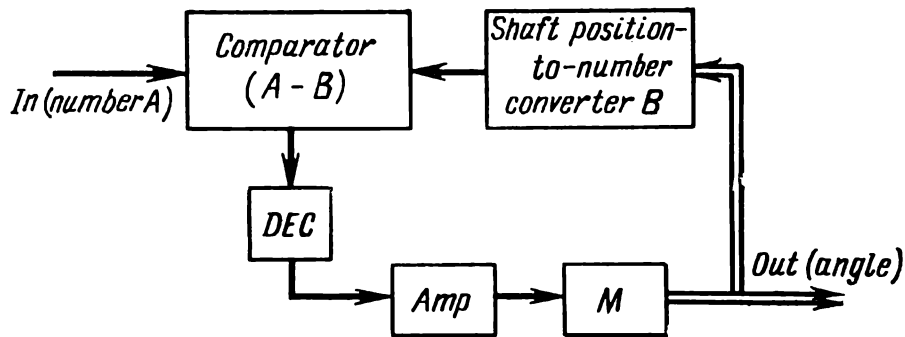 Comparator
(A - B)
Shaft position-
to-number
converter B
In (number A)
DEC
Out (angle)
Amp
M